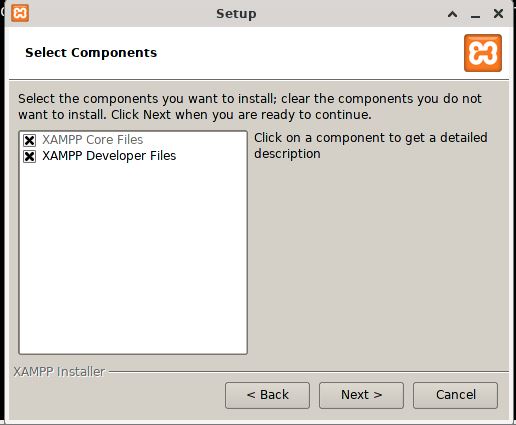 Setup
Select Components
Select the components you want to install; clear the components you do not
want to install. Click Next when you are ready to continue.
XAMPP Core Files
XAMPP Developer Files
Click on a component to get a detailed
description
XAMPP Installer
< Back
Next >
Cancel